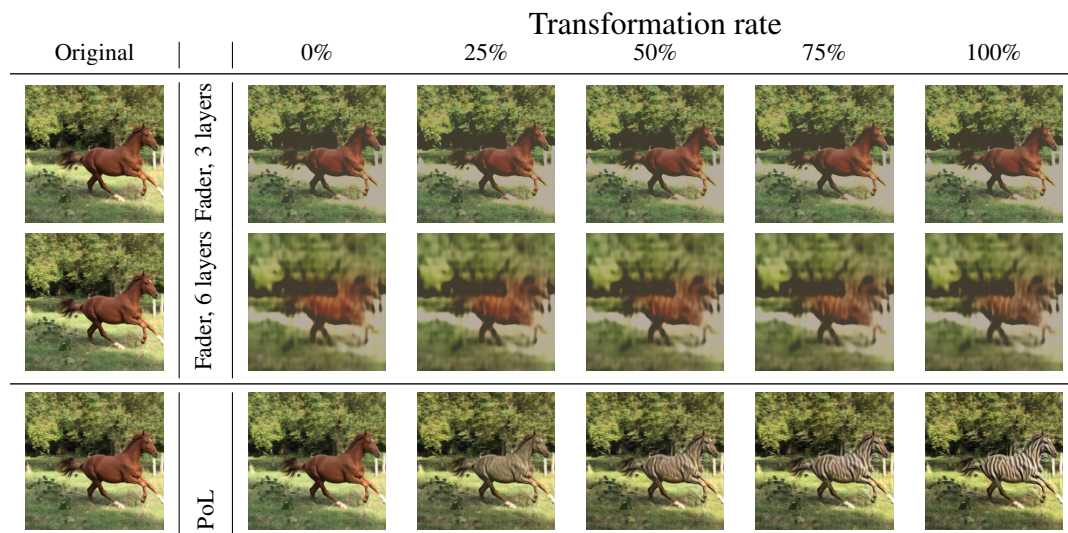 Transformation rate
Original 0% 25% 50% 75% 100%
Fader, 3 layers
Fader, 6 layers
PoL